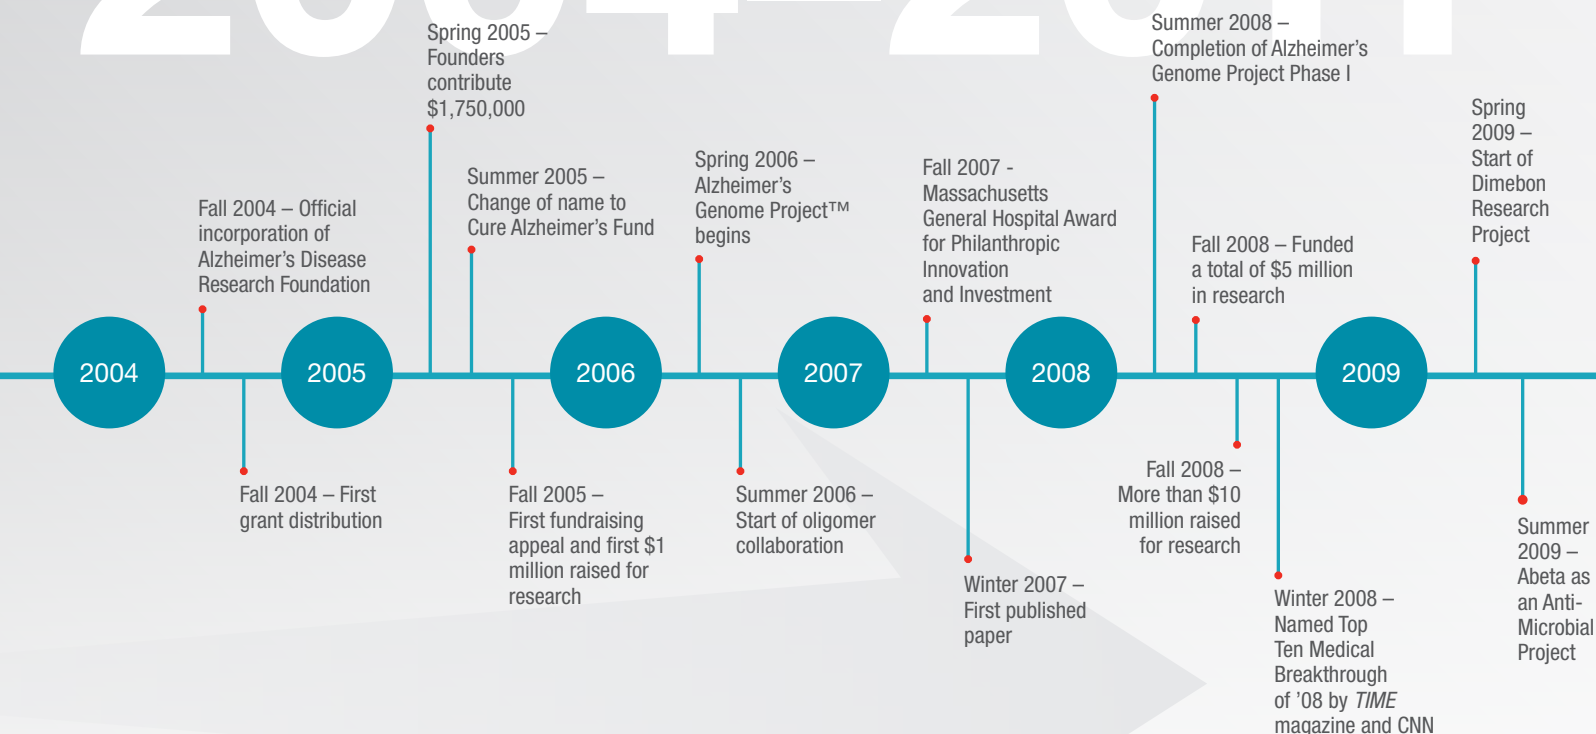 2004–2011
Spring 2005 –
Founders
contribute
$1,750,000
Summer 2008 –
Completion of Alzheimer's
Genome Project Phase I
Spring
2009 –
Start of
Dimebon
Research
Project
Fall 2004 – Official
incorporation of
Alzheimer's Disease
Research Foundation
Summer 2005 –
Change of name to
Cure Alzheimer's Fund
Spring 2006 –
Alzheimer's
Genome Project™
begins
Fall 2007 -
Massachusetts
General Hospital Award
for Philanthropic
Innovation
and Investment
Fall 2008 – Funded
a total of $5 million
in research
2004
2005
2006
2007
2008
2009
Fall 2004 – First
grant distribution
Fall 2005 –
First fundraising
appeal and first $1
million raised for
research
Summer 2006 –
Start of oligomer
collaboration
Winter 2007 –
First published
paper
Fall 2008 –
More than $10
million raised
for research
Winter 2008 –
Named Top
Ten Medical
Breakthrough
of ’08 by TIME
magazine and CNN
Summer
2009 –
Abeta as
an Anti-
Microbial
Project